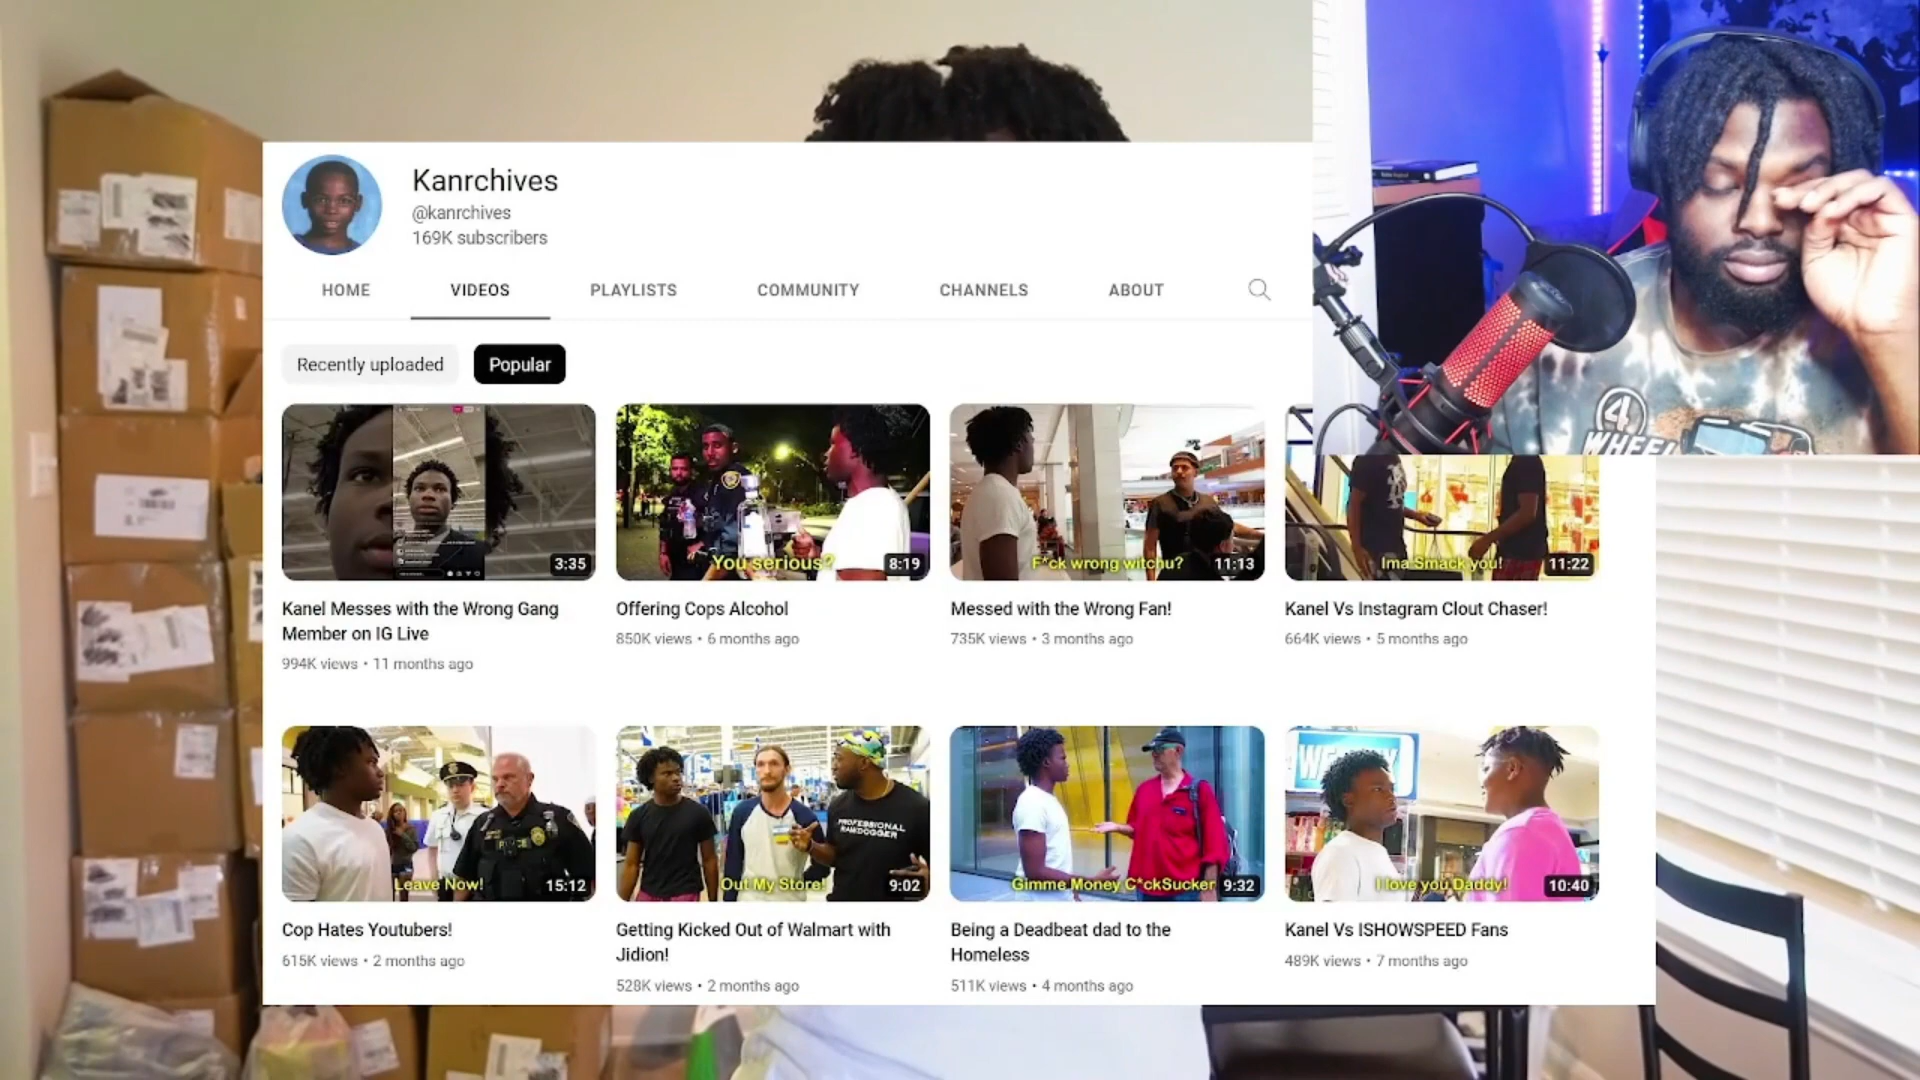 Kanrchives
@kanrchives
169K subscribers
HOME VIDEOS PLAYLISTS COMMUNITY CHANNELS ABOUT
Recently uploaded Popular
4
WHEEL
3:35
You serious? 8:19
F*ck wrong witchu? 11:13
Ima Smack you! 11:22
Kanel Messes with the Wrong Gang
Member on IG Live
994K views • 11 months ago
Offering Cops Alcohol
850K views • 6 months ago
Messed with the Wrong Fan!
735K views • 3 months ago
Kanel Vs Instagram Clout Chaser!
664K views • 5 months ago
Leave Now! 15:12
PROFESSIONAL
RAWDOGGER
Out My Store! 9:02
Gimme Money C*ckSucker 9:32
I love you Daddy! 10:40
Cop Hates Youtubers!
615K views • 2 months ago
Getting Kicked Out of Walmart with
Jidion!
528K views • 2 months ago
Being a Deadbeat dad to the
Homeless
511K views • 4 months ago
Kanel Vs ISHOWSPEED Fans
489K views • 7 months ago